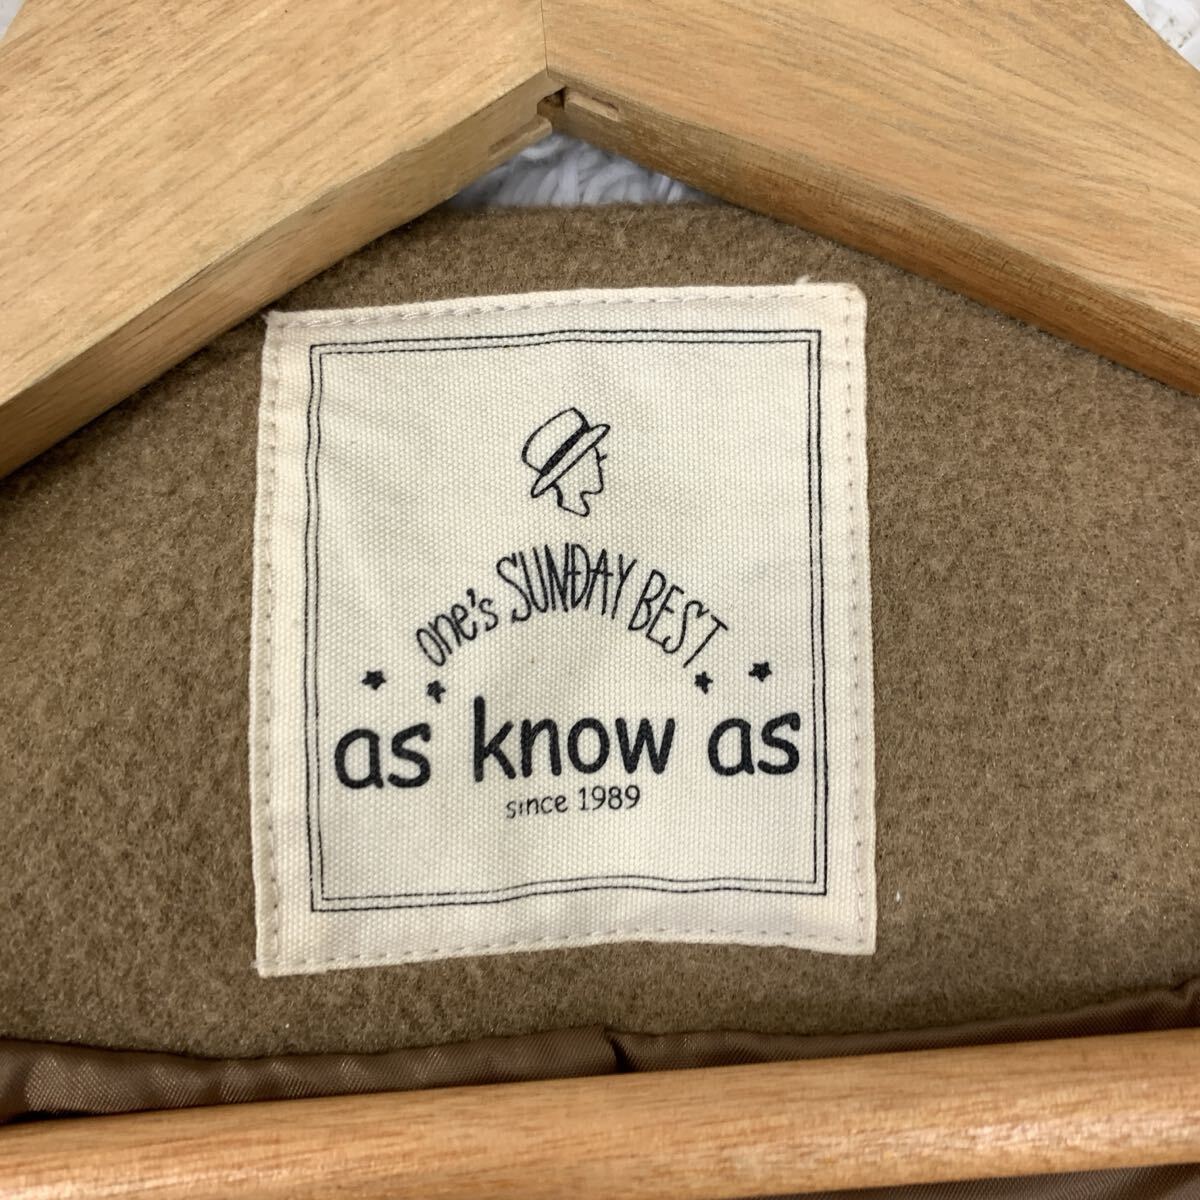 one's SUNDAY BEST
as know as
since 1989